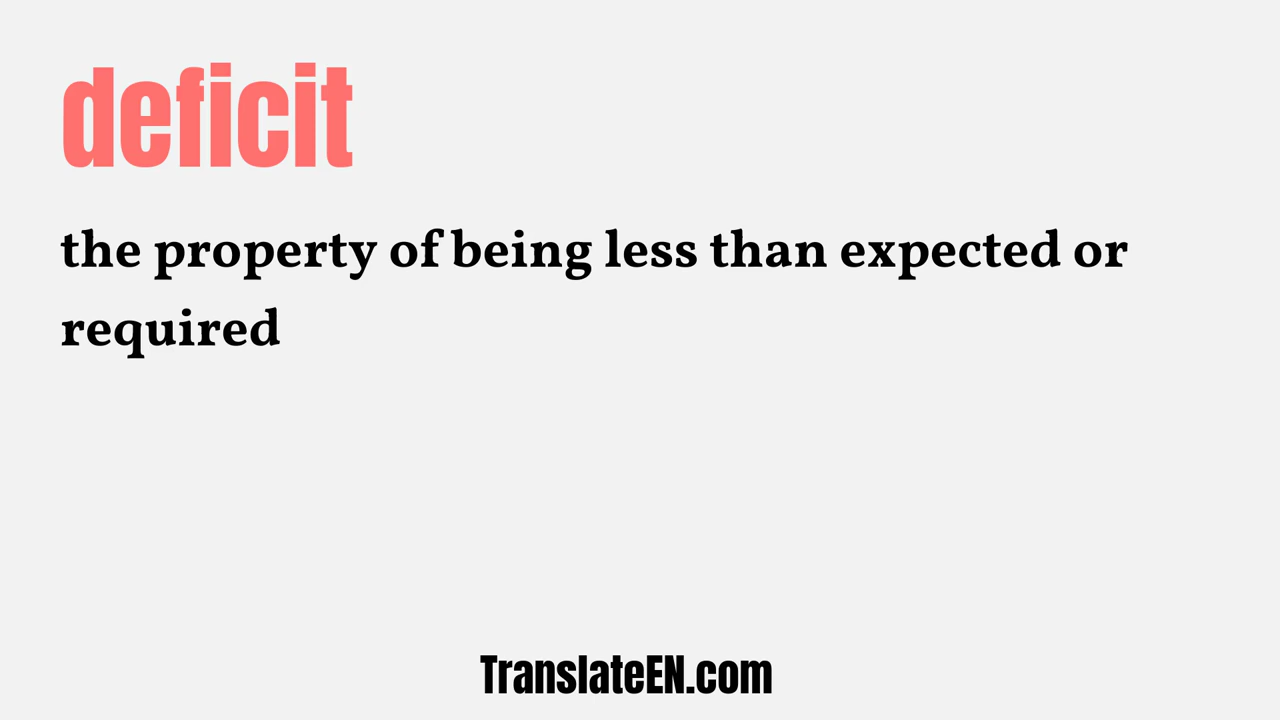 deficit
the property of being less than expected or
required
TranslateEN.com